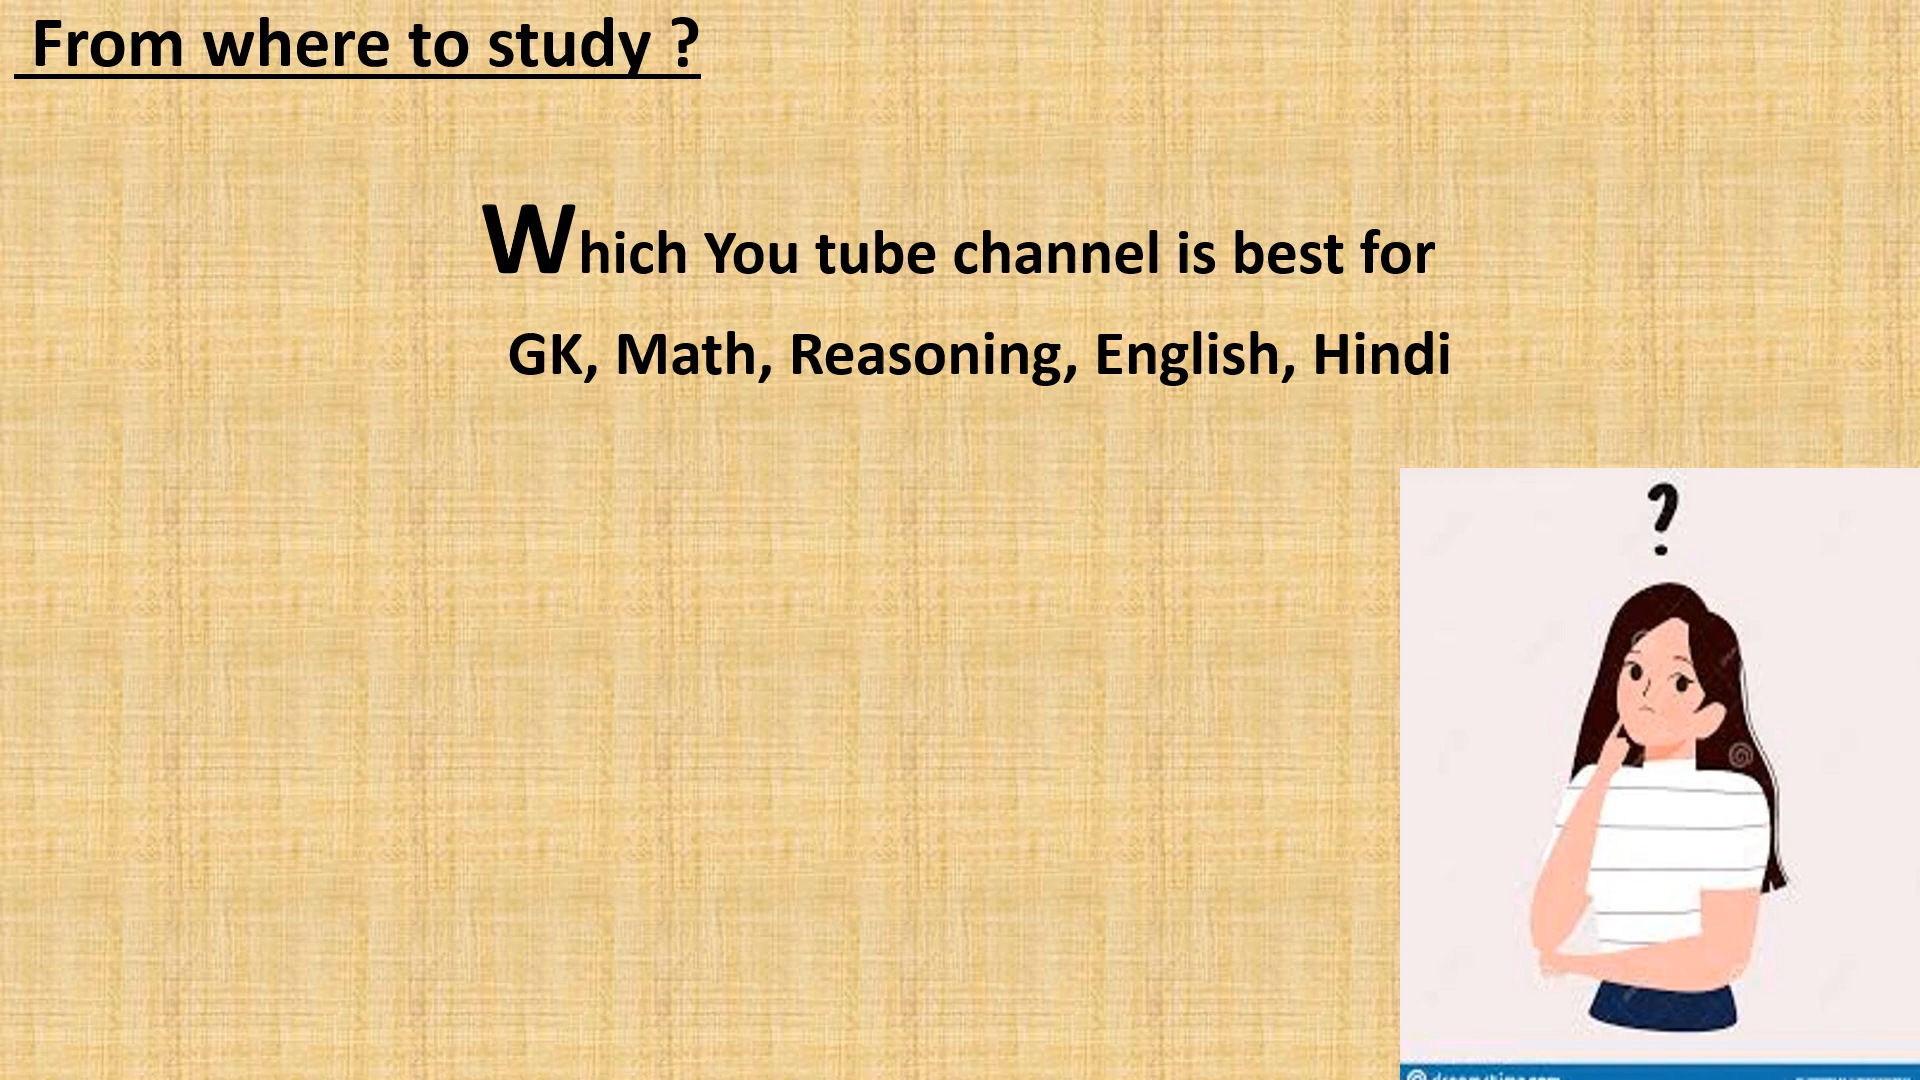 From where to study ?
Which You tube channel is best for
GK, Math, Reasoning, English, Hindi
?